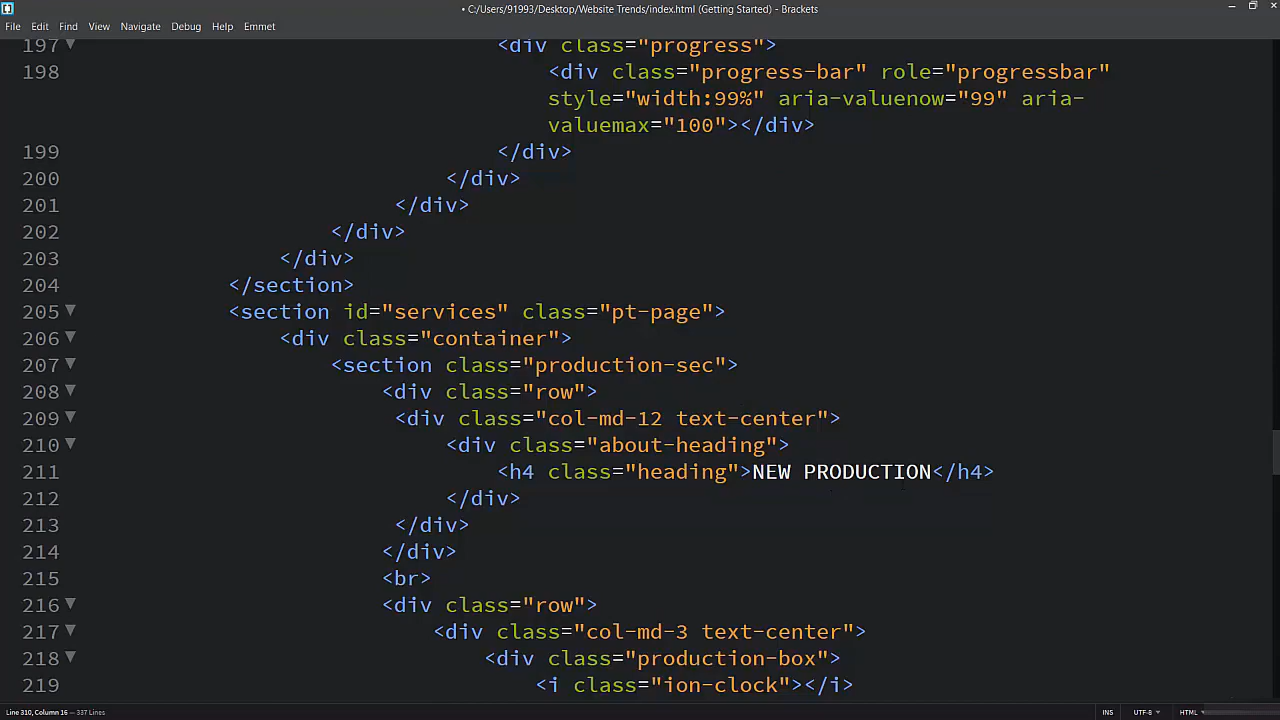 • C:/Users/91993/Desktop/Website Trends/index.html (Getting Started) - Brackets
File Edit Find View Navigate Debug Help Emmet
197 <div class="progress">
198 <div class="progress-bar" role="progressbar"
style="width:99%" aria-valuenow="99" aria-
valuemax="100"></div>
199 </div>
200 </div>
201 </div>
202 </div>
203 </div>
204 </section>
205 <section id="services" class="pt-page">
206 <div class="container">
207 <section class="production-sec">
208 <div class="row">
209 <div class="col-md-12 text-center">
210 <div class="about-heading">
211 <h4 class="heading">NEW PRODUCTION</h4>
212 </div>
213 </div>
214 </div>
215 <br>
216 <div class="row">
217 <div class="col-md-3 text-center">
218 <div class="production-box">
219 <i class="ion-clock"></i>
Line 310, Column 16 — 337 Lines INS UTF-8 HTML